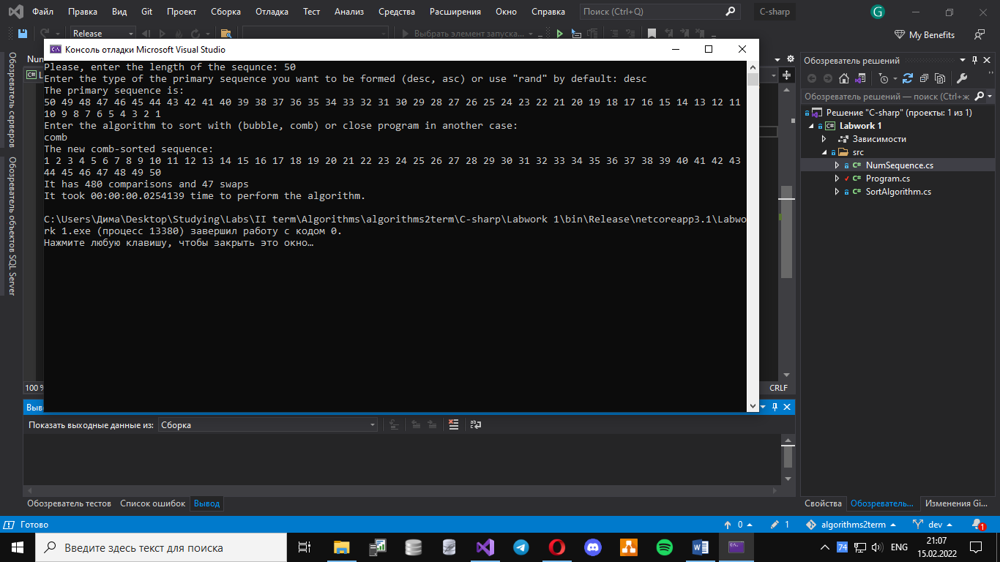 Файл Правка Вид Git Проект Сборка Отладка Тест Анализ Средства Расширения Окно Справка Поиск (Ctrl+Q) C-sharp G
Release Выбрать элемент запуска... My Benefits
Консоль отладки Microsoft Visual Studio
Please, enter the length of the sequnce: 50
Enter the type of the primary sequence you want to be formed (desc, asc) or use "rand" by default: desc
The primary sequence is:
50 49 48 47 46 45 44 43 42 41 40 39 38 37 36 35 34 33 32 31 30 29 28 27 26 25 24 23 22 21 20 19 18 17 16 15 14 13 12 11
10 9 8 7 6 5 4 3 2 1
Enter the algorithm to sort with (bubble, comb) or close program in another case:
comb
The new comb-sorted sequence:
1 2 3 4 5 6 7 8 9 10 11 12 13 14 15 16 17 18 19 20 21 22 23 24 25 26 27 28 29 30 31 32 33 34 35 36 37 38 39 40 41 42 43
44 45 46 47 48 49 50
It has 480 comparisons and 47 swaps
It took 00:00:00.0254139 time to perform the algorithm.
C:\Users\Дима\Desktop\Studying\Labs\II term\Algorithms\algorithms2term\C-sharp\Labwork 1\bin\Release\netcoreapp3.1\Labwo
rk 1.exe (процесс 13380) завершил работу с кодом 0.
Нажмите любую клавишу, чтобы закрыть это окно…
Обозреватель серверов
Обозреватель объектов SQL Server
Num
100 %
CRLF
Обозреватель решений
Обозреватель решений — поиск (Ctrl+ж
Решение "C-sharp" (проекты: 1 из 1)
Labwork 1
Зависимости
src
NumSequence.cs
Program.cs
SortAlgorithm.cs
Выв
Показать выходные данные из: Сборка
Обозреватель тестов Список ошибок Вывод
Свойства Обозреватель... Изменения Gi...
Готово 0 1 algorithms2term dev 1
Введите здесь текст для поиска
74 ENG
21:07
15.02.2022